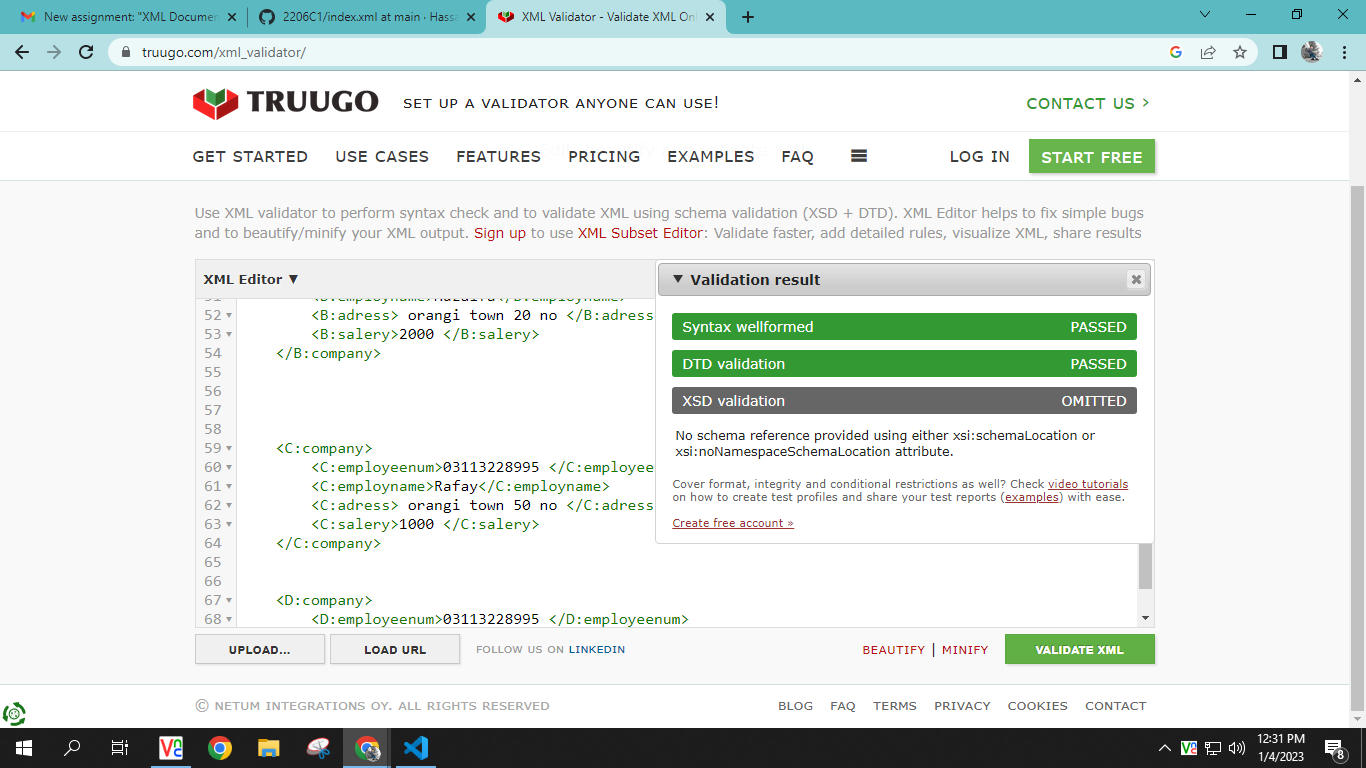 New assignment: "XML Documen
2206C1/index.xml at main · Hassa
XML Validator - Validate XML Onl
truugo.com/xml_validator/
TRUUGO SET UP A VALIDATOR ANYONE CAN USE! CONTACT US >
GET STARTED USE CASES FEATURES PRICING EXAMPLES FAQ LOG IN START FREE
Use XML validator to perform syntax check and to validate XML using schema validation (XSD + DTD). XML Editor helps to fix simple bugs
and to beautify/minify your XML output. Sign up to use XML Subset Editor: Validate faster, add detailed rules, visualize XML, share results
XML Editor ▼
52 <B:adress> orangi town 20 no </B:adress
53 <B:salery>2000 </B:salery>
54 </B:company>
55
56
57
58
59 <C:company>
60 <C:employeenum>03113228995 </C:employee
61 <C:employname>Rafay</C:employname>
62 <C:adress> orangi town 50 no </C:adress
63 <C:salery>1000 </C:salery>
64 </C:company>
65
66
67 <D:company>
68 <D:employeenum>03113228995 </D:employeenum>
▼ Validation result
Syntax wellformed PASSED
DTD validation PASSED
XSD validation OMITTED
No schema reference provided using either xsi:schemaLocation or
xsi:noNamespaceSchemaLocation attribute.
Cover format, integrity and conditional restrictions as well? Check video tutorials
on how to create test profiles and share your test reports (examples) with ease.
Create free account »
UPLOAD... LOAD URL FOLLOW US ON LINKEDIN BEAUTIFY | MINIFY VALIDATE XML
© NETUM INTEGRATIONS OY. ALL RIGHTS RESERVED BLOG FAQ TERMS PRIVACY COOKIES CONTACT
12:31 PM
1/4/2023
8